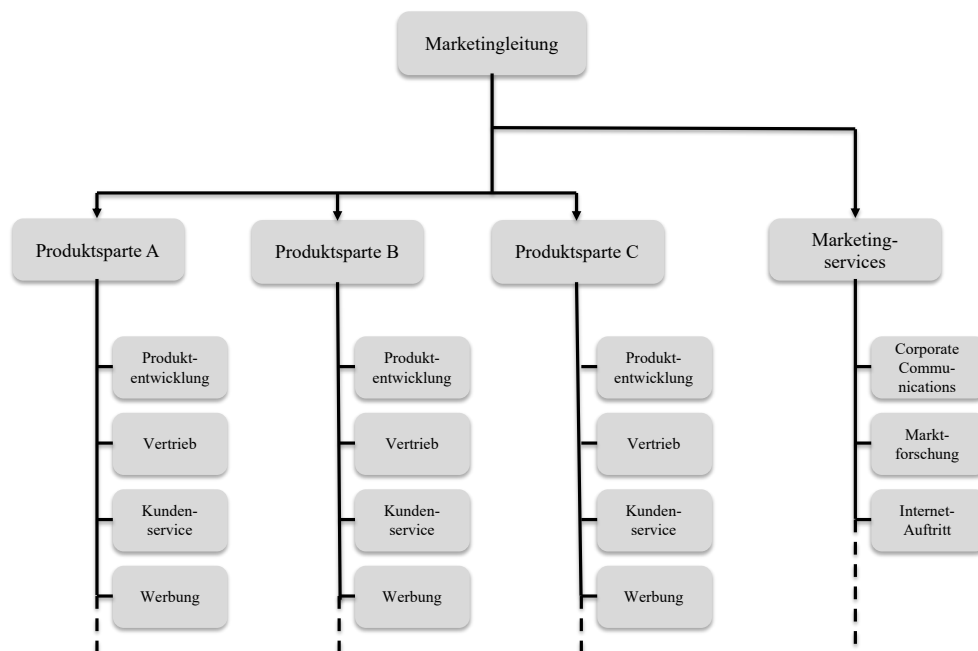 Marketingleitung
Produktsparte A
Produktsparte B
Produktsparte C
Marketing-
services
Produkt-
entwicklung
Vertrieb
Kunden-
service
Werbung
Produkt-
entwicklung
Vertrieb
Kunden-
service
Werbung
Produkt-
entwicklung
Vertrieb
Kunden-
service
Werbung
Corporate
Commu-
nications
Markt-
forschung
Internet-
Auftritt